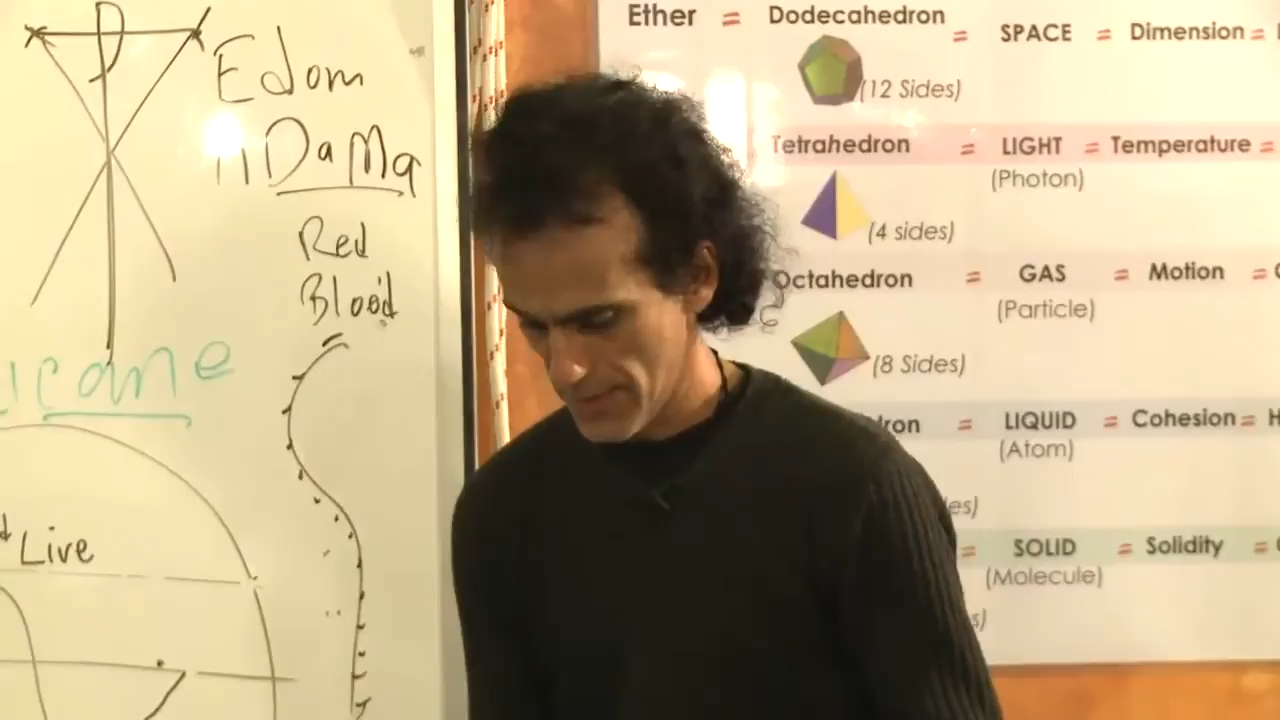 Edom
DaMa
Red
Blood
Live
Ether = Dodecahedron = SPACE = Dimension =
(12 Sides)
Tetrahedron = LIGHT = Temperature =
(Photon)
(4 sides)
Octahedron = GAS = Motion =
(Particle)
(8 Sides)
= LIQUID = Cohesion =
(Atom)
= SOLID = Solidity =
(Molecule)